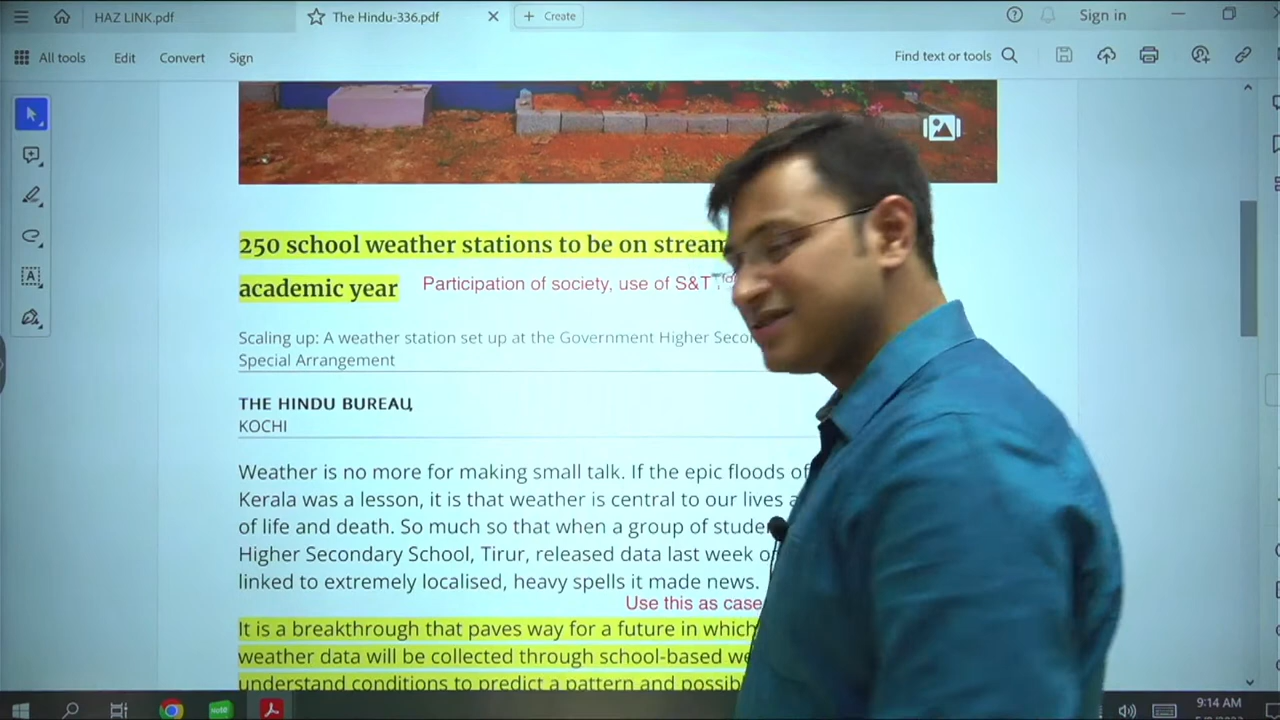 HAZ LINK.pdf
The Hindu-336.pdf
Create
Sign in
All tools
Edit
Convert
Sign
Find text or tools
250 school weather stations to be on stream
academic year
Participation of society, use of S&T
Scaling up: A weather station set up at the Government Higher
Special Arrangement
THE HINDU BUREAU,
KOCHI
Weather is no more for making small talk. If the epic floods of
Kerala was a lesson, it is that weather is central to our lives
of life and death. So much so that when a group of
Higher Secondary School, Tirur, released data last week
linked to extremely localised, heavy spells it made news.
Use this as case
It is a breakthrough that paves way for a future in which
weather data will be collected through school-based
understand conditions to predict a pattern and
9:14 AM